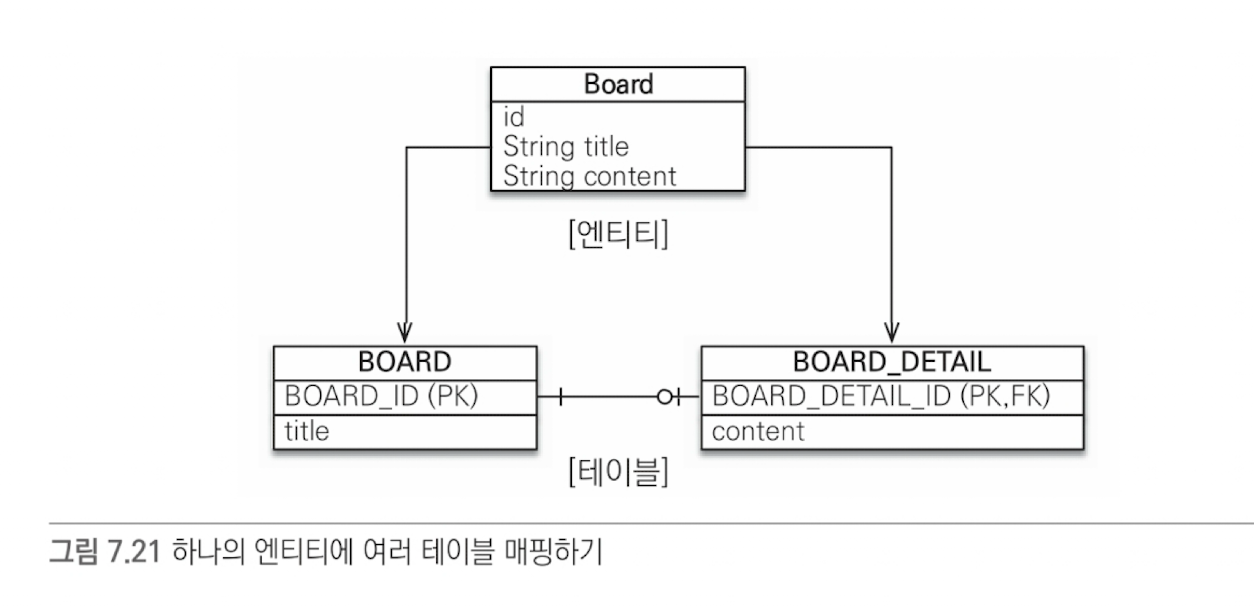 Board
id
String title
String content
[엔티티]
BOARD
BOARD_ID (PK)
title
BOARD_DETAIL
BOARD_DETAIL_ID (PK,FK)
content
[테이블]
그림 7.21 하나의 엔티티에 여러 테이블 매핑하기